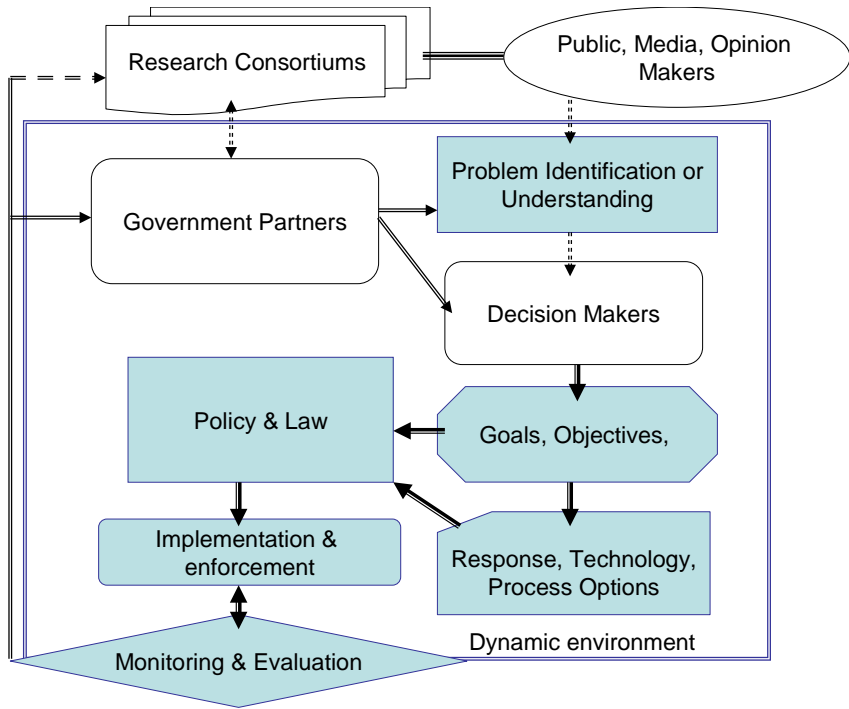 Research Consortiums
Public, Media, Opinion
Makers
Problem Identification or
Understanding
Government Partners
Decision Makers
Policy & Law
Goals, Objectives,
Implementation &
enforcement
Response, Technology,
Process Options
Dynamic environment
Monitoring & Evaluation